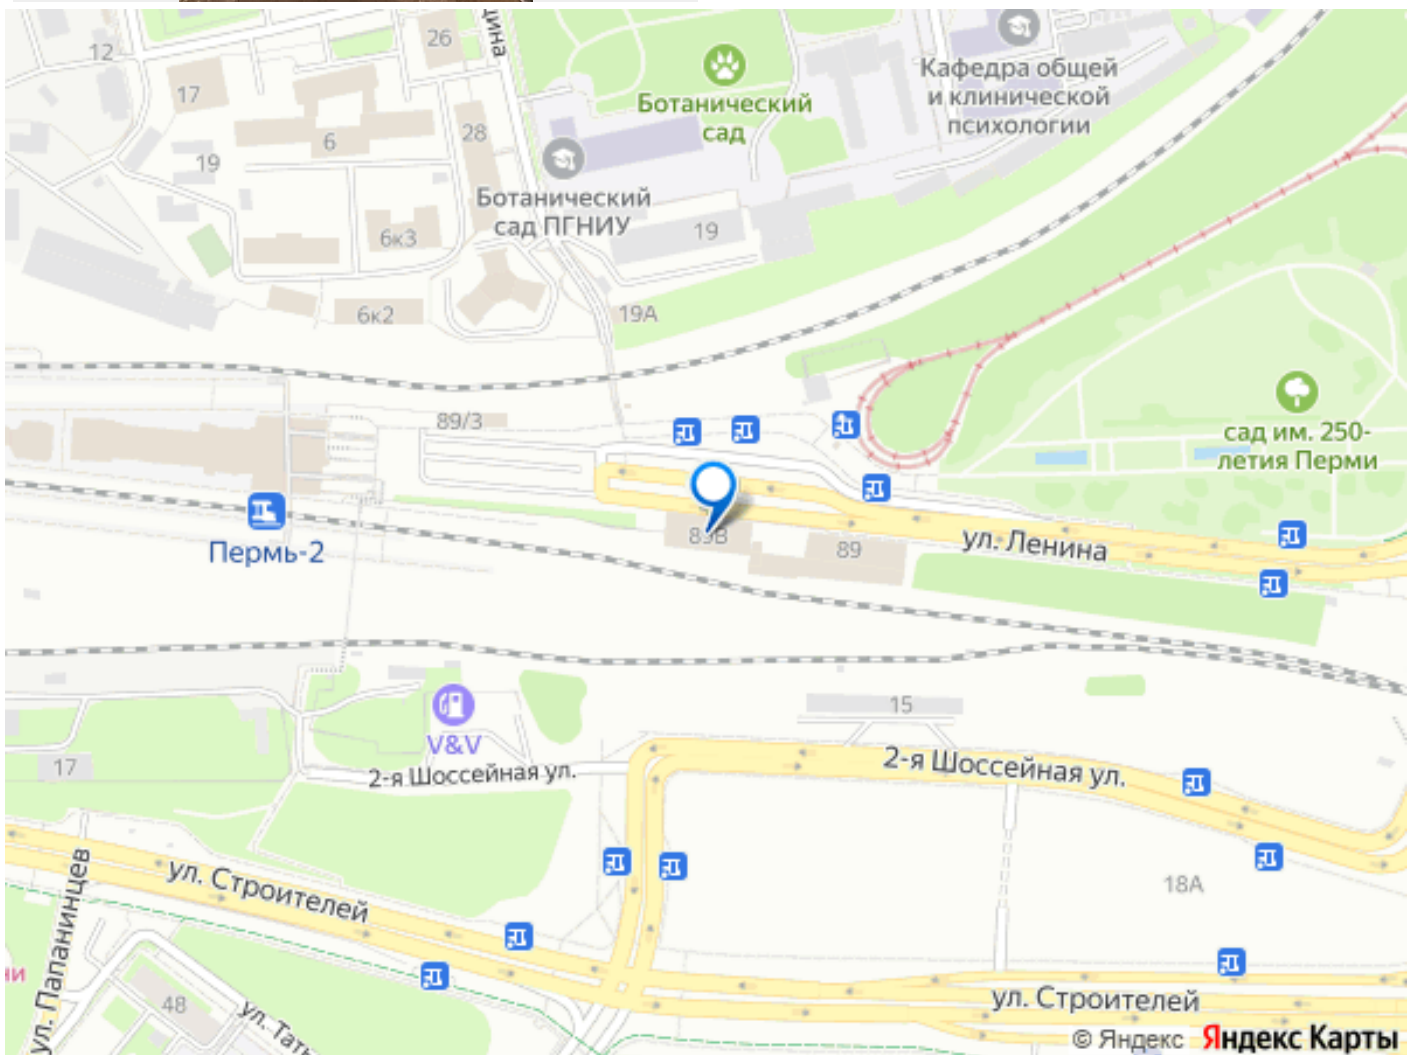 12
26
17
6
28
19
Ботанический
сад
Кафедра общей
и клинической
психологии
Ботанический
сад ПГНИУ
19
6к3
6к2
19А
89/3
сад им. 250-
летия Перми
Пермь-2
89
ул. Ленина
15
V&V
17
2-я Шоссейная ул.
2-я Шоссейная ул.
18А
ул. Строителей
ул. Папанинцев
48
ул. Строителей
© Яндекс Яндекс Карты